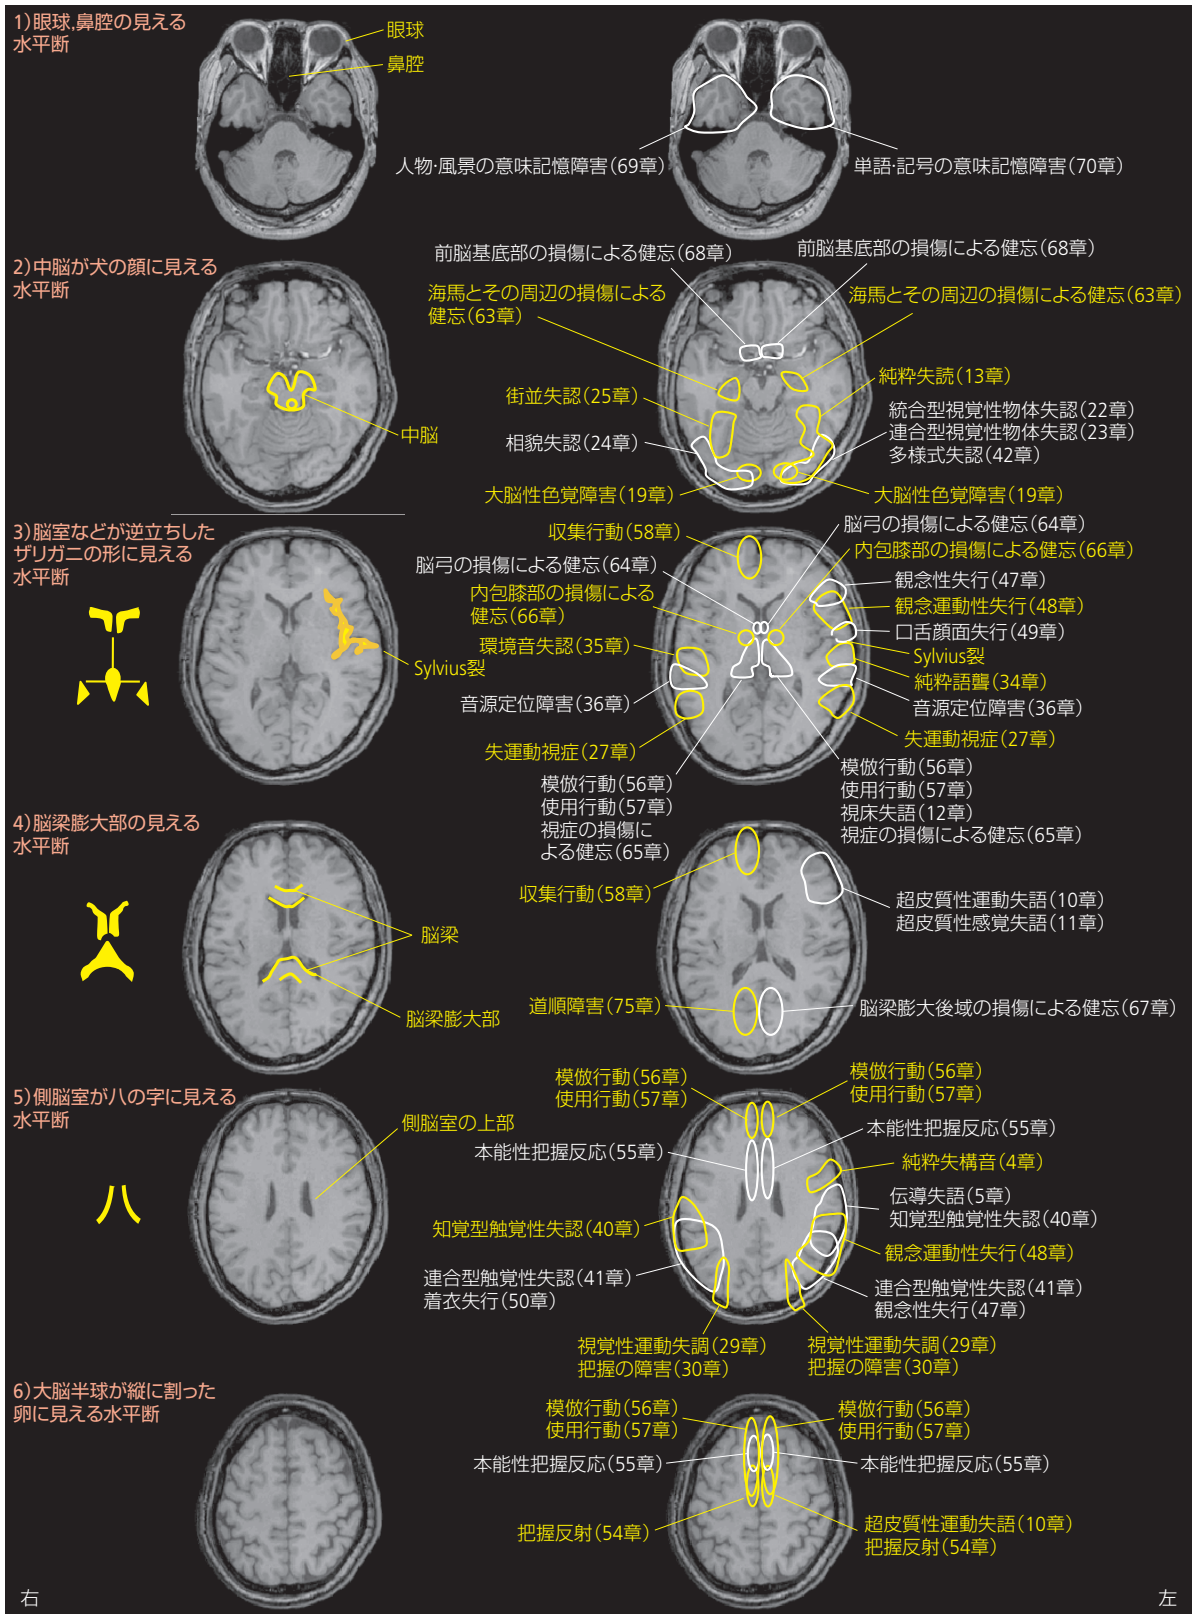 1)眼球,鼻腔の見える
水平断
眼球
鼻腔
人物・風景の意味記憶障害(69章)
単語・記号の意味記憶障害(70章)
2)中脳が犬の顔に見える
水平断
中脳
前脳基底部の損傷による健忘(68章)
前脳基底部の損傷による健忘(68章)
海馬とその周辺の損傷による
健忘(63章)
海馬とその周辺の損傷による健忘(63章)
街並失認(25章)
純粋失読(13章)
相貌失認(24章)
統合型視覚性物体失認(22章)
連合型視覚性物体失認(23章)
多様式失認(42章)
大脳性色覚障害(19章)
大脳性色覚障害(19章)
3)脳室などが逆立ちした
ザリガニの形に見える
水平断
Sylvius裂
収集行動(58章)
脳弓の損傷による健忘(64章)
脳弓の損傷による健忘(64章)
内包膝部の損傷による健忘(66章)
内包膝部の損傷による
健忘(66章)
観念性失行(47章)
観念運動性失行(48章)
口舌顔面失行(49章)
環境音失認(35章)
Sylvius裂
純粋語聾(34章)
音源定位障害(36章)
音源定位障害(36章)
失運動視症(27章)
失運動視症(27章)
模倣行動(56章)
使用行動(57章)
視症の損傷に
よる健忘(65章)
模倣行動(56章)
使用行動(57章)
視床失語(12章)
視症の損傷による健忘(65章)
4)脳梁膨大部の見える
水平断
脳梁
脳梁膨大部
収集行動(58章)
超皮質性運動失語(10章)
超皮質性感覚失語(11章)
道順障害(75章)
脳梁膨大後域の損傷による健忘(67章)
5)側脳室が八の字に見える
水平断
八
側脳室の上部
模倣行動(56章)
使用行動(57章)
模倣行動(56章)
使用行動(57章)
本能性把握反応(55章)
本能性把握反応(55章)
純粋失構音(4章)
伝導失語(5章)
知覚型触覚性失認(40章)
知覚型触覚性失認(40章)
観念運動性失行(48章)
連合型触覚性失認(41章)
着衣失行(50章)
連合型触覚性失認(41章)
観念性失行(47章)
視覚性運動失調(29章)
把握の障害(30章)
視覚性運動失調(29章)
把握の障害(30章)
6)大脳半球が縦に割った
卵に見える水平断
模倣行動(56章)
使用行動(57章)
模倣行動(56章)
使用行動(57章)
本能性把握反応(55章)
本能性把握反応(55章)
把握反射(54章)
超皮質性運動失語(10章)
把握反射(54章)
右
左